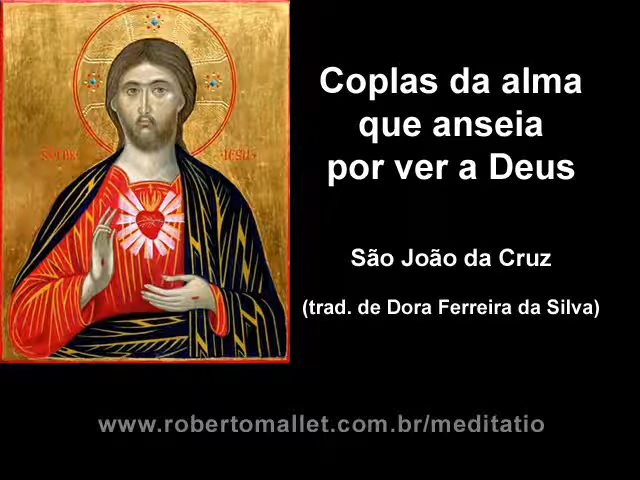 Coplas da alma
que anseia
por ver a Deus
São João da Cruz
(trad. de Dora Ferreira da Silva)
www.robertomallet.com.br/meditatio